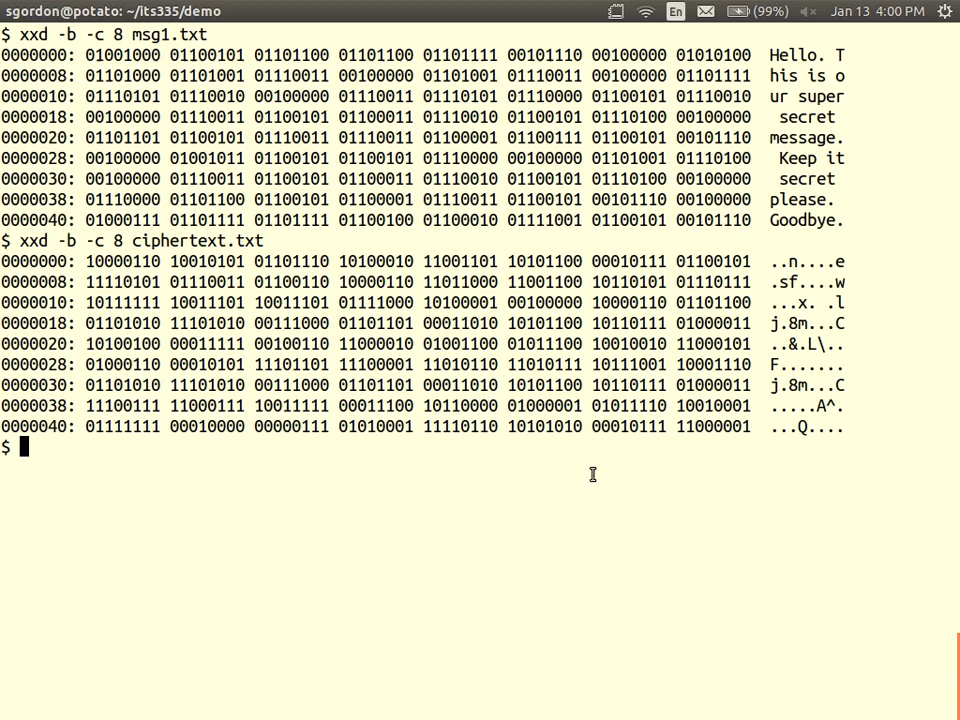 sgordon@potato: ~/its335/demo En (99%) Jan 13 4:00 PM
$ xxd -b -c 8 msg1.txt
0000000: 01001000 01100101 01101100 01101100 01101111 00101110 00100000 01010100  Hello. T
0000008: 01101000 01101001 01110011 00100000 01101001 01110011 00100000 01101111  his is o
0000010: 01110101 01110010 00100000 01110011 01110101 01110000 01100101 01110010  ur super
0000018: 00100000 01110011 01100101 01100011 01110010 01100101 01110100 00100000   secret 
0000020: 01101101 01100101 01110011 01110011 01100001 01100111 01100101 00101110  message.
0000028: 00100000 01001011 01100101 01100101 01110000 00100000 01101001 01110100   Keep it
0000030: 00100000 01110011 01100101 01100011 01110010 01100101 01110100 00100000   secret 
0000038: 01110000 01101100 01100101 01100001 01110011 01100101 00101110 00100000  please. 
0000040: 01000111 01101111 01101111 01100100 01100010 01111001 01100101 00101110  Goodbye.
$ xxd -b -c 8 ciphertext.txt
0000000: 10000110 10010101 01101110 10100010 11001101 10101100 00010111 01100101  ..n....e
0000008: 11110101 01110011 01100110 10000110 11011000 11001100 10110101 01110111  .sf....w
0000010: 10111111 10011101 10011101 01111000 10100001 00100000 10000110 01101100  ...x. .l
0000018: 01101010 11101010 00111000 01101101 00011010 10101100 10110111 01000011  j.8m...C
0000020: 10100100 00011111 00100110 11000010 01001100 01011100 10010010 11000101  ..&.L\..
0000028: 01000110 00010101 11101101 11100001 11010110 11010111 10111001 10001110  F.......
0000030: 01101010 11101010 00111000 01101101 00011010 10101100 10110111 01000011  j.8m...C
0000038: 11100111 11000111 10011111 00011100 10110000 01000001 01011110 10010001  .....A^.
0000040: 01111111 00010000 00000111 01010001 11110110 10101010 00010111 11000001  ...Q....
$